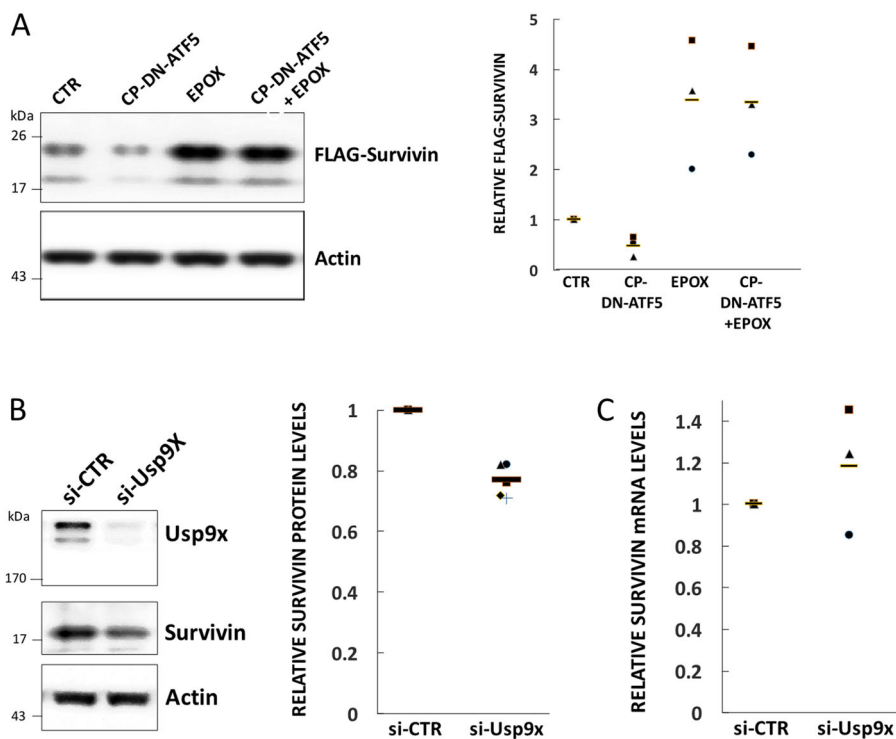 A
CTR
CP-DN-ATF5
EPOX
CP-DN-ATF5
+EPOX
kDa
26
17
FLAG-Survivin
43
Actin
RELATIVE FLAG-SURVIVIN
5
4
3
2
1
0
CTR
CP-
DN-ATF5
EPOX
CP-
DN-ATF5
+EPOX
B
si-CTR
si-Usp9X
kDa
170
Usp9x
17
Survivin
43
Actin
RELATIVE SURVIVIN PROTEIN LEVELS
1
0.8
0.6
0.4
0.2
0
si-CTR
si-Usp9x
C
RELATIVE SURVIVIN mRNA LEVELS
1.4
1.2
1
0.8
0.6
0.4
0.2
0
si-CTR
si-Usp9x